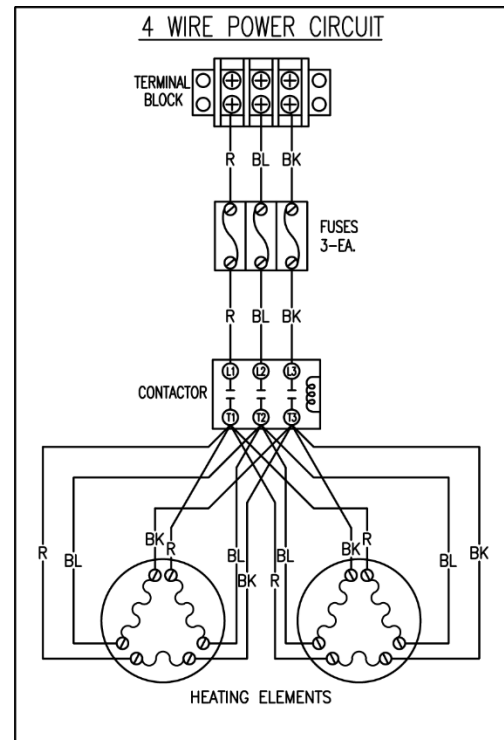 4 WIRE POWER CIRCUIT
TERMINAL
BLOCK
R BL BK
FUSES
3-EA.
R BL BK
L1 L2 L3
CONTACTOR
T1 T2 T3
BK R BK R
R BL BL BK BL R BL BK
HEATING ELEMENTS